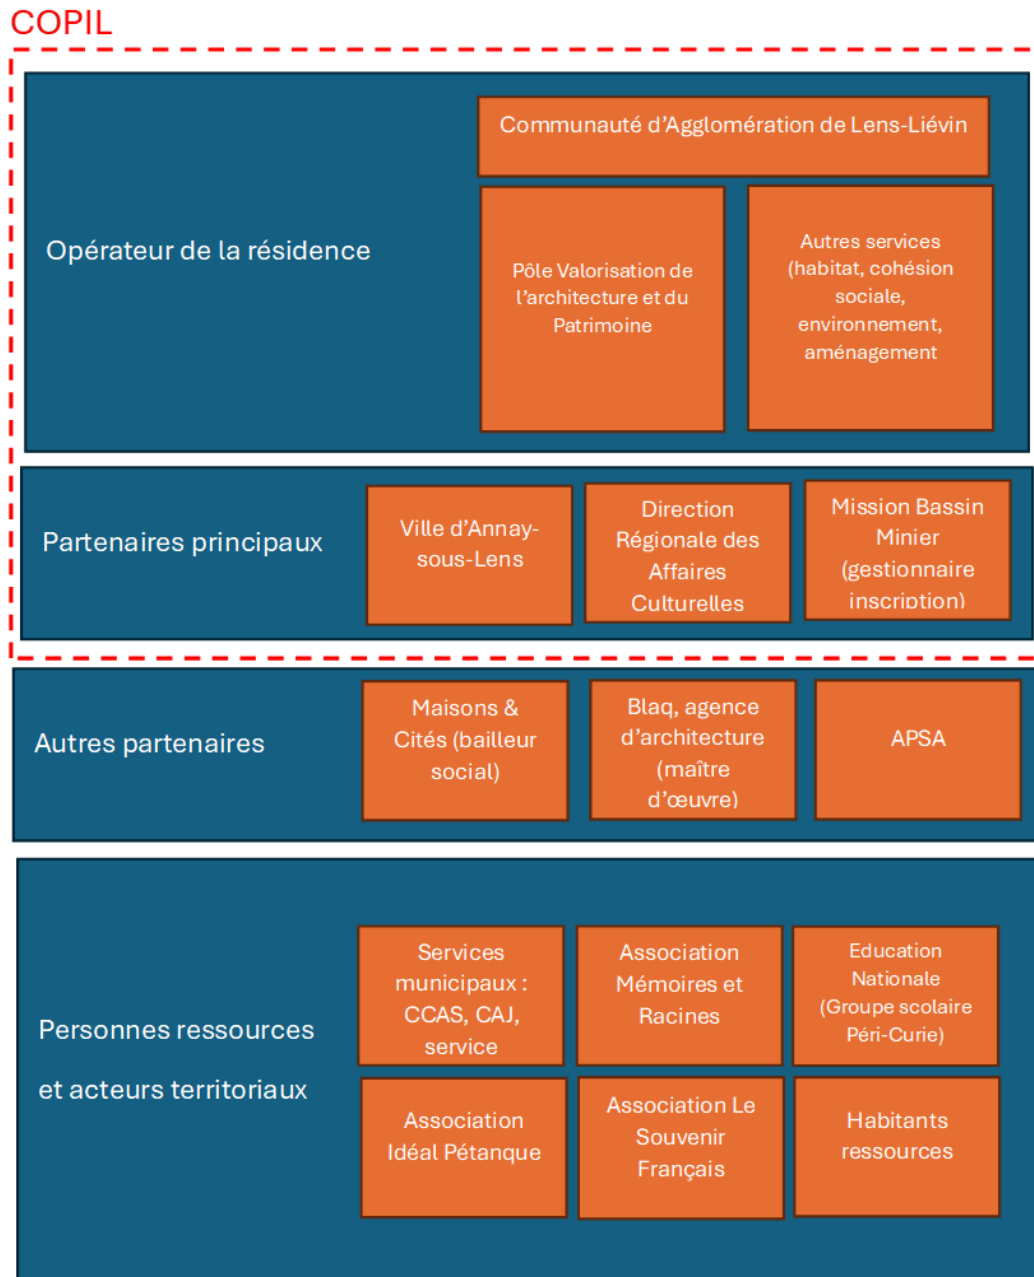 COPIL
Opérateur de la résidence
Communauté d'Agglomération de Lens-Liévin
Pôle Valorisation de
l'architecture et du
Patrimoine
Autres services
(habitat, cohésion
sociale,
environnement,
aménagement
Partenaires principaux
Ville d'Annay-
sous-Lens
Direction
Régionale des
Affaires
Culturelles
Mission Bassin
Minier
(gestionnaire
inscription)
Autres partenaires
Maisons &
Cités (bailleur
social)
Blaq, agence
d'architecture
(maître
d'œuvre)
APSA
Personnes ressources
et acteurs territoriaux
Services
municipaux :
CCAS, CAJ,
service
Association
Mémoires et
Racines
Education
Nationale
(Groupe scolaire
Péri-Curie)
Association
Idéal Pétanque
Association Le
Souvenir
Français
Habitants
ressources